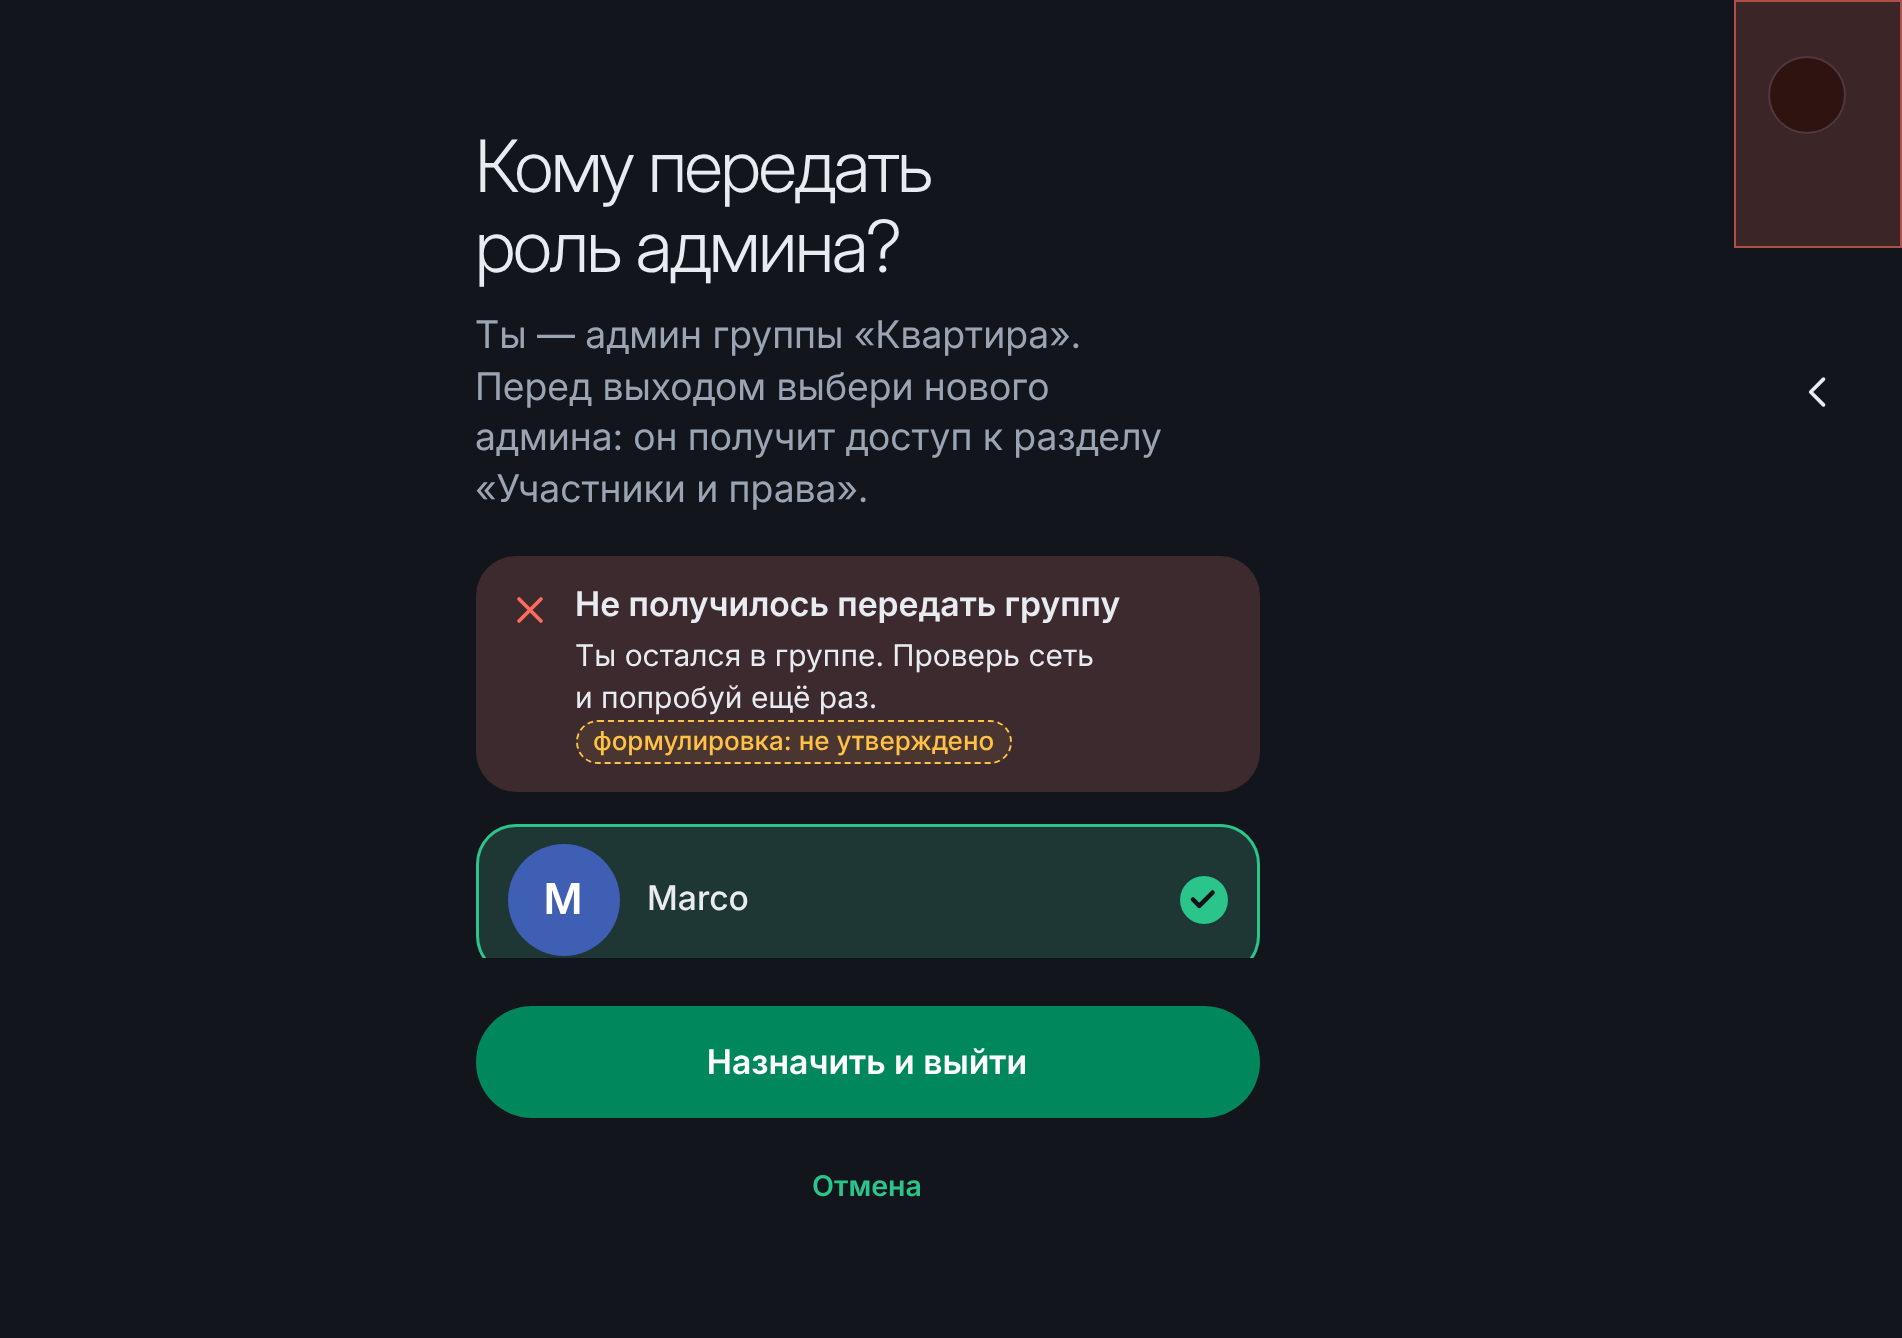 Кому передать
роль админа?
Ты — админ группы «Квартира».
Перед выходом выбери нового
админа: он получит доступ к разделу
«Участники и права».
Не получилось передать группу
Ты остался в группе. Проверь сеть
и попробуй ещё раз.
формулировка: не утверждено
M
Marco
Назначить и выйти
Отмена